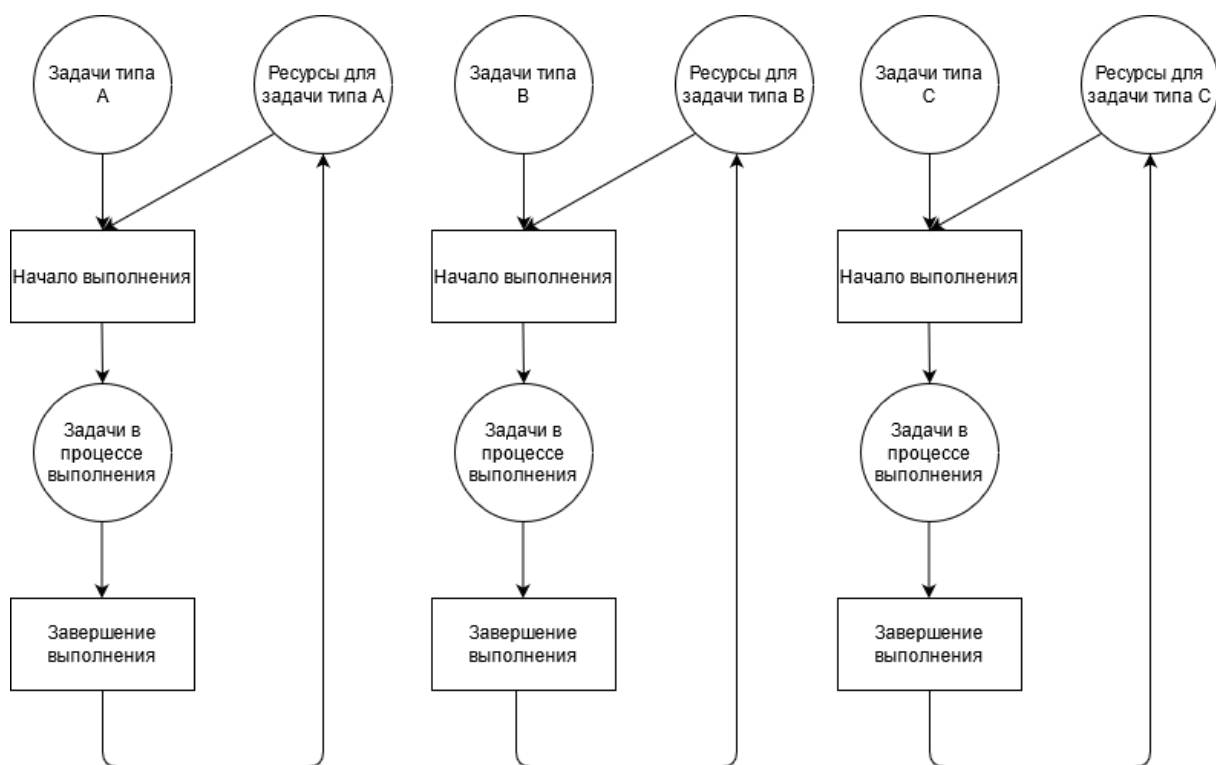 Задачи типа
А
Ресурсы для
задачи типа А
Задачи типа
В
Ресурсы для
задачи типа В
Задачи типа
С
Ресурсы для
задачи типа С
Начало выполнения
Начало выполнения
Начало выполнения
Задачи в
процессе
выполнения
Задачи в
процессе
выполнения
Задачи в
процессе
выполнения
Завершение
выполнения
Завершение
выполнения
Завершение
выполнения